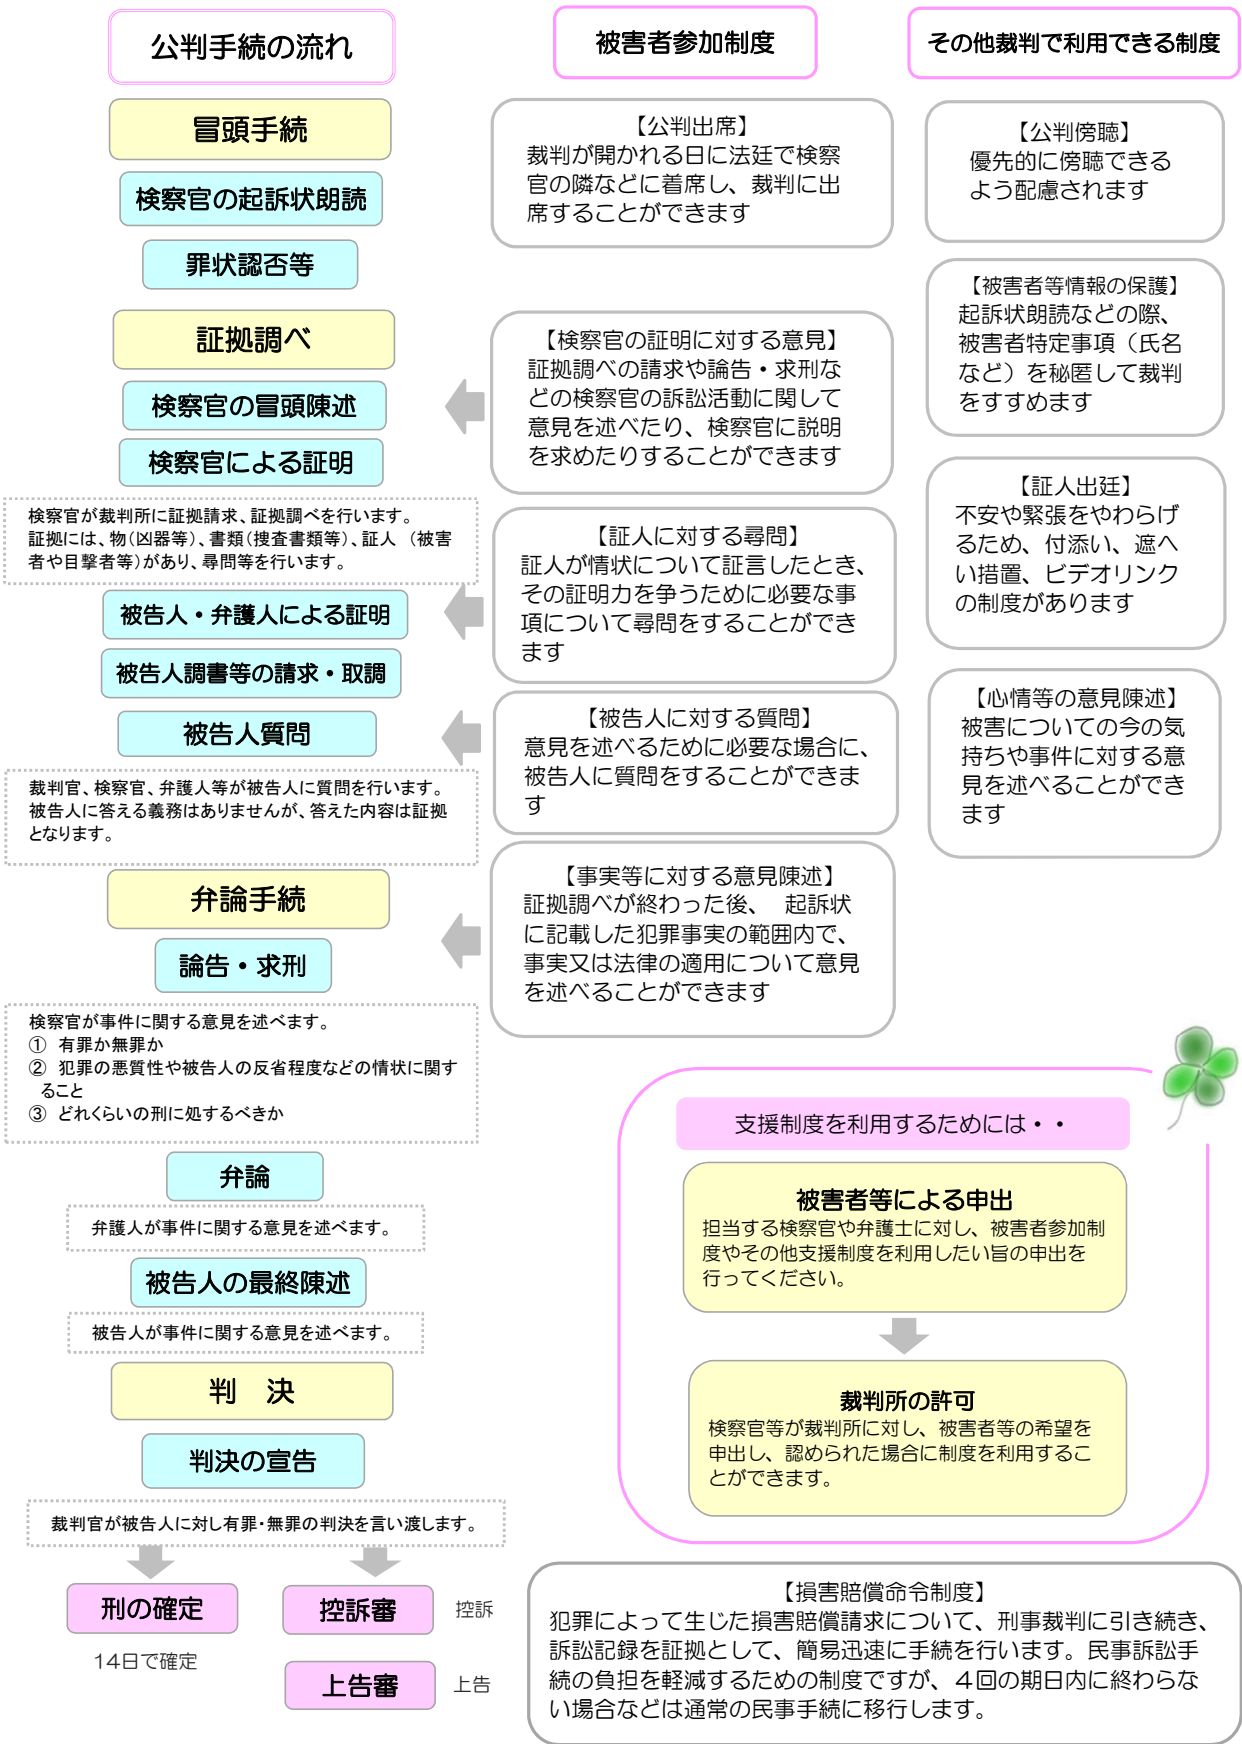 公判手続の流れ
冒頭手続
検察官の起訴状朗読
罪状認否等
証拠調べ
検察官の冒頭陳述
検察官による証明
検察官が裁判所に証拠請求、証拠調べを行います。
証拠には、物(凶器等)、書類(捜査書類等)、証人 （被害
者や目撃者等)があり、尋問等を行います。
被告人・弁護人による証明
被告人調書等の請求・取調
被告人質問
裁判官、検察官、弁護人等が被告人に質問を行います。
被告人に答える義務はありませんが、答えた内容は証拠
となります。
弁論手続
論告・求刑
検察官が事件に関する意見を述べます。
① 有罪か無罪か
② 犯罪の悪質性や被告人の反省程度などの情状に関す
ること
③ どれくらいの刑に処するべきか
弁論
弁護人が事件に関する意見を述べます。
被告人の最終陳述
被告人が事件に関する意見を述べます。
判　決
判決の宣告
裁判官が被告人に対し有罪・無罪の判決を言い渡します。
刑の確定
14日で確定
控訴審
控訴
上告審
上告
被害者参加制度
【公判出席】
裁判が開かれる日に法廷で検察
官の隣などに着席し、裁判に出
席することができます
【検察官の証明に対する意見】
証拠調べの請求や論告・求刑な
どの検察官の訴訟活動に関して
意見を述べたり、検察官に説明
を求めたりすることができます
【証人に対する尋問】
証人が情状について証言したとき、
その証明力を争うために必要な事
項について尋問をすることができ
ます
【被告人に対する質問】
意見を述べるために必要な場合に、
被告人に質問をすることができま
す
【事実等に対する意見陳述】
証拠調べが終わった後、　起訴状
に記載した犯罪事実の範囲内で、
事実又は法律の適用について意見
を述べることができます
その他裁判で利用できる制度
【公判傍聴】
優先的に傍聴できる
よう配慮されます
【被害者等情報の保護】
起訴状朗読などの際、
被害者特定事項（氏名
など）を秘匿して裁判
をすすめます
【証人出廷】
不安や緊張をやわらげ
るため、付添い、遮へ
い措置、ビデオリンク
の制度があります
【心情等の意見陳述】
被害についての今の気
持ちや事件に対する意
見を述べることができ
ます
支援制度を利用するためには・・
被害者等による申出
担当する検察官や弁護士に対し、被害者参加制
度やその他支援制度を利用したい旨の申出を
行ってください。
裁判所の許可
検察官等が裁判所に対し、被害者等の希望を
申出し、認められた場合に制度を利用するこ
とができます。
【損害賠償命令制度】
犯罪によって生じた損害賠償請求について、刑事裁判に引き続き、
訴訟記録を証拠として、簡易迅速に手続を行います。民事訴訟手
続の負担を軽減するための制度ですが、４回の期日内に終わらな
い場合などは通常の民事手続に移行します。